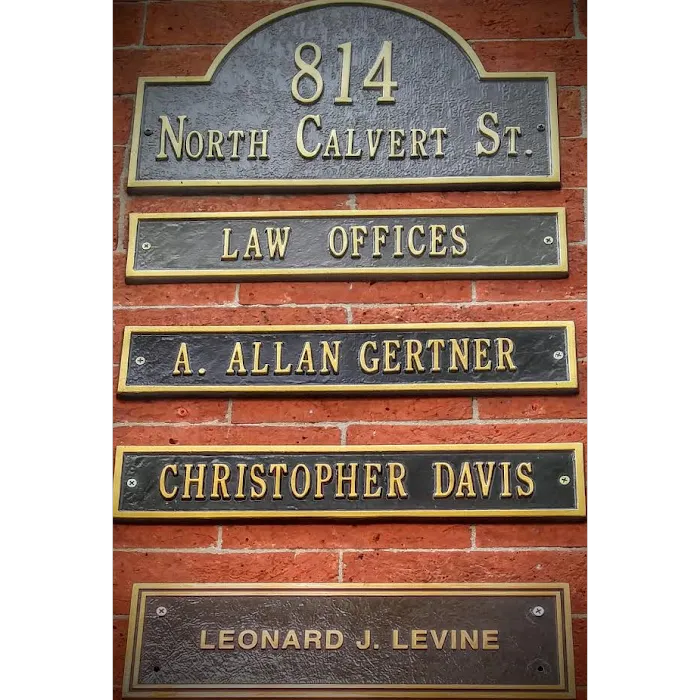 814
North Calvert St.
LAW OFFICES
A. ALLAN GERTNER
CHRISTOPHER DAVIS
LEONARD J. LEVINE